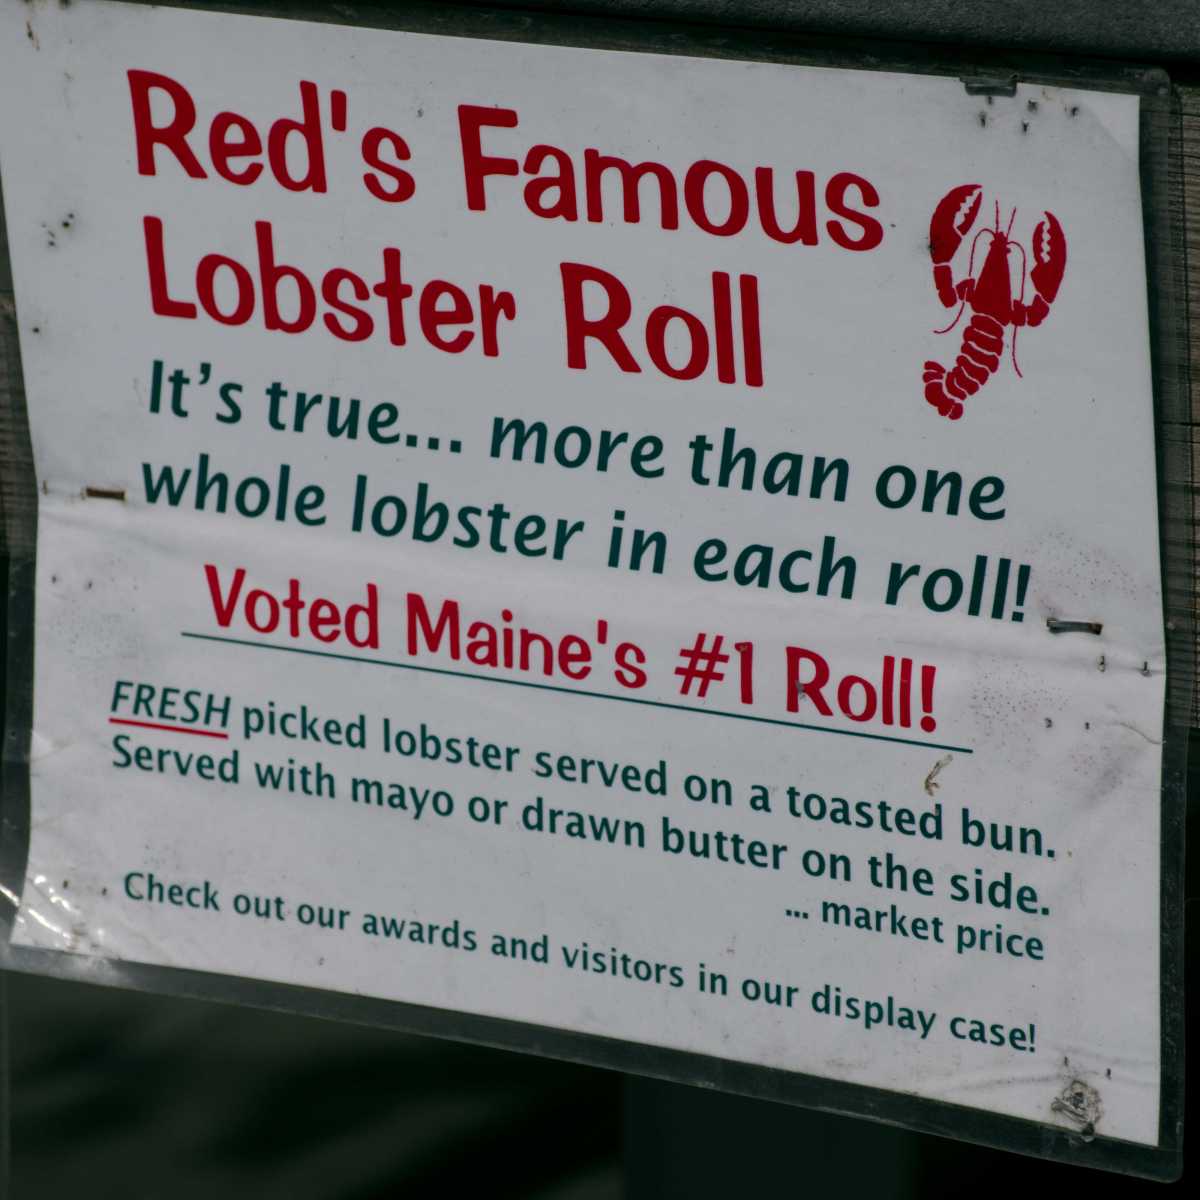 Red's Famous
Lobster Roll
It’s true... more than one
whole lobster in each roll!
Voted Maine's #1 Roll!
FRESH picked lobster served on a toasted bun.
Served with mayo or drawn butter on the side.
... market price
Check out our awards and visitors in our display case!